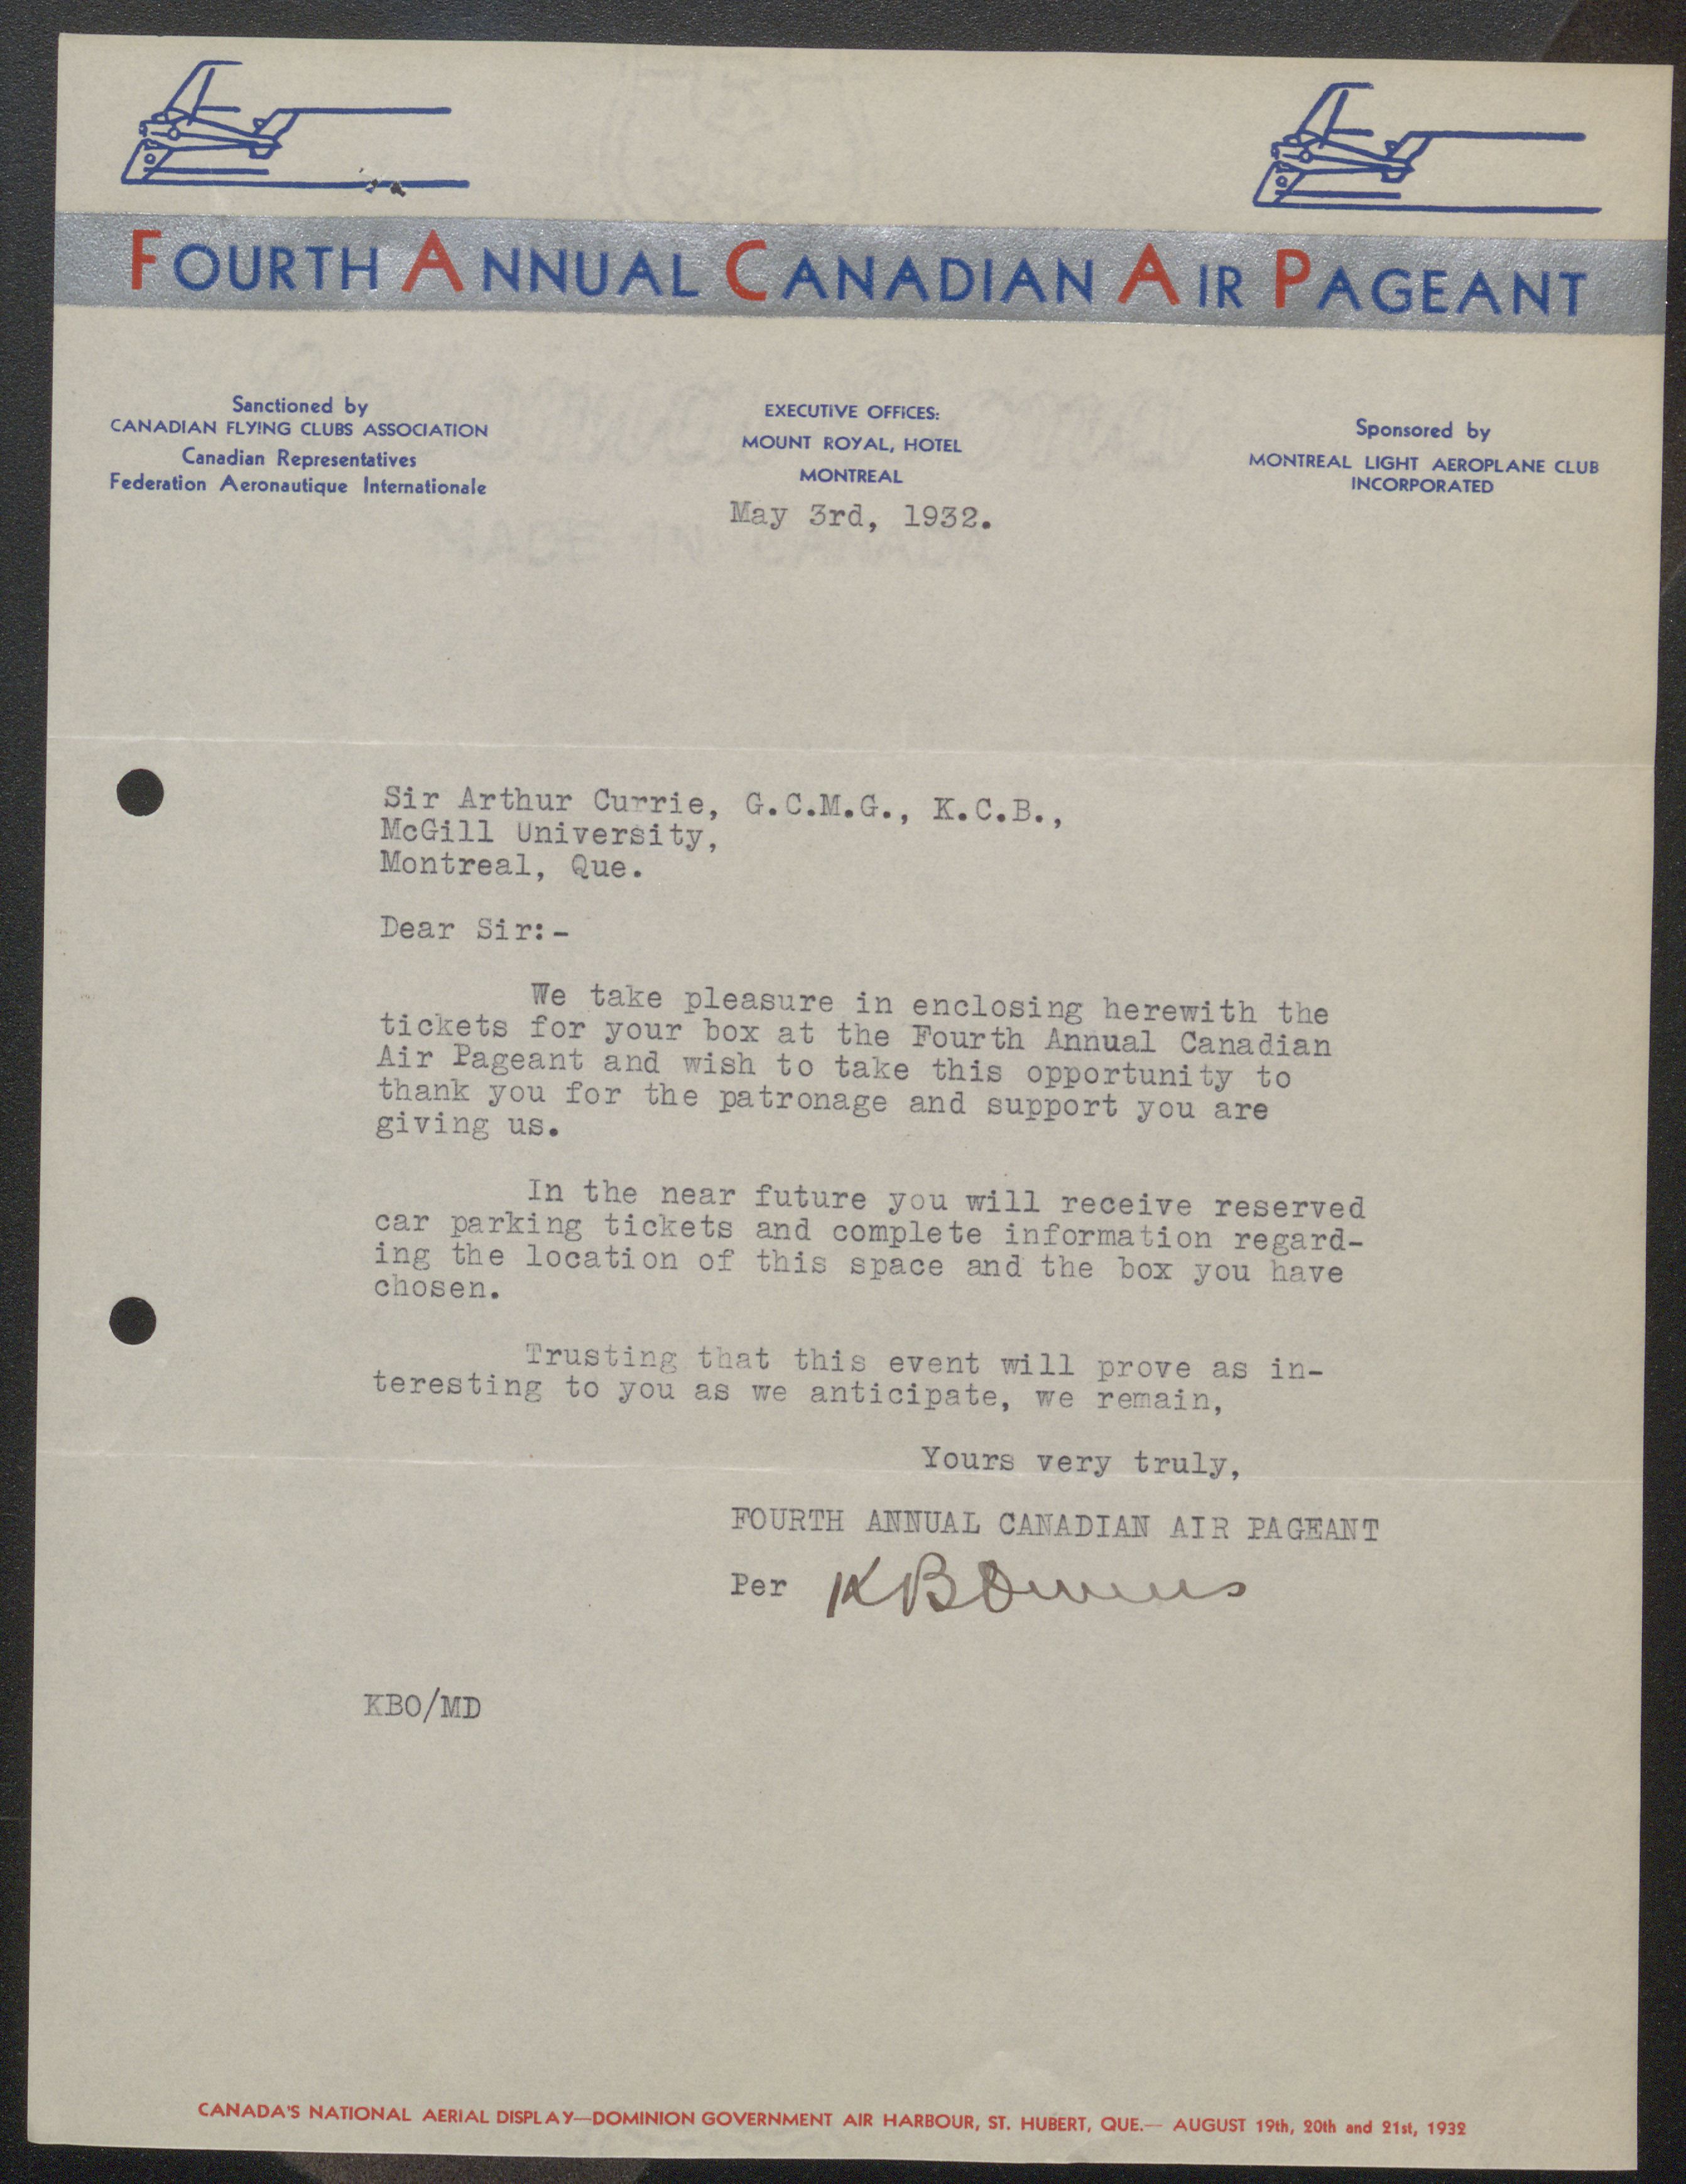 FOURTH ANNUAL CANADIAN AIR PAGEANT
Sanctioned by
CANADIAN FLYING CLUBS ASSOCIATION
Canadian Representatives
Federation Aeronautique Internationale
EXECUTIVE OFFICES:
MOUNT ROYAL, HOTEL
MONTREAL
Sponsored by
MONTREAL LIGHT AEROPLANE CLUB
INCORPORATED
May 3rd, 1932.
Sir Arthur Currie, G.C.M.G., K.C.B.,
McGill University,
Montreal, Que.
Dear Sir:-
We take pleasure in enclosing herewith the
tickets for your box at the Fourth Annual Canadian
Air Pageant and wish to take this opportunity to
thank you for the patronage and support you are
giving us.
In the near future you will receive reserved
car parking tickets and complete information regard-
ing the location of this space and the box you have
chosen.
Trusting that this event will prove as in-
teresting to you as we anticipate, we remain,
Yours very truly,
FOURTH ANNUAL CANADIAN AIR PAGEANT
Per KBOwens
KBO/MD
CANADA'S NATIONAL AERIAL DISPLAY—DOMINION GOVERNMENT AIR HARBOUR, ST. HUBERT, QUE.— AUGUST 19th, 20th and 21st, 1932